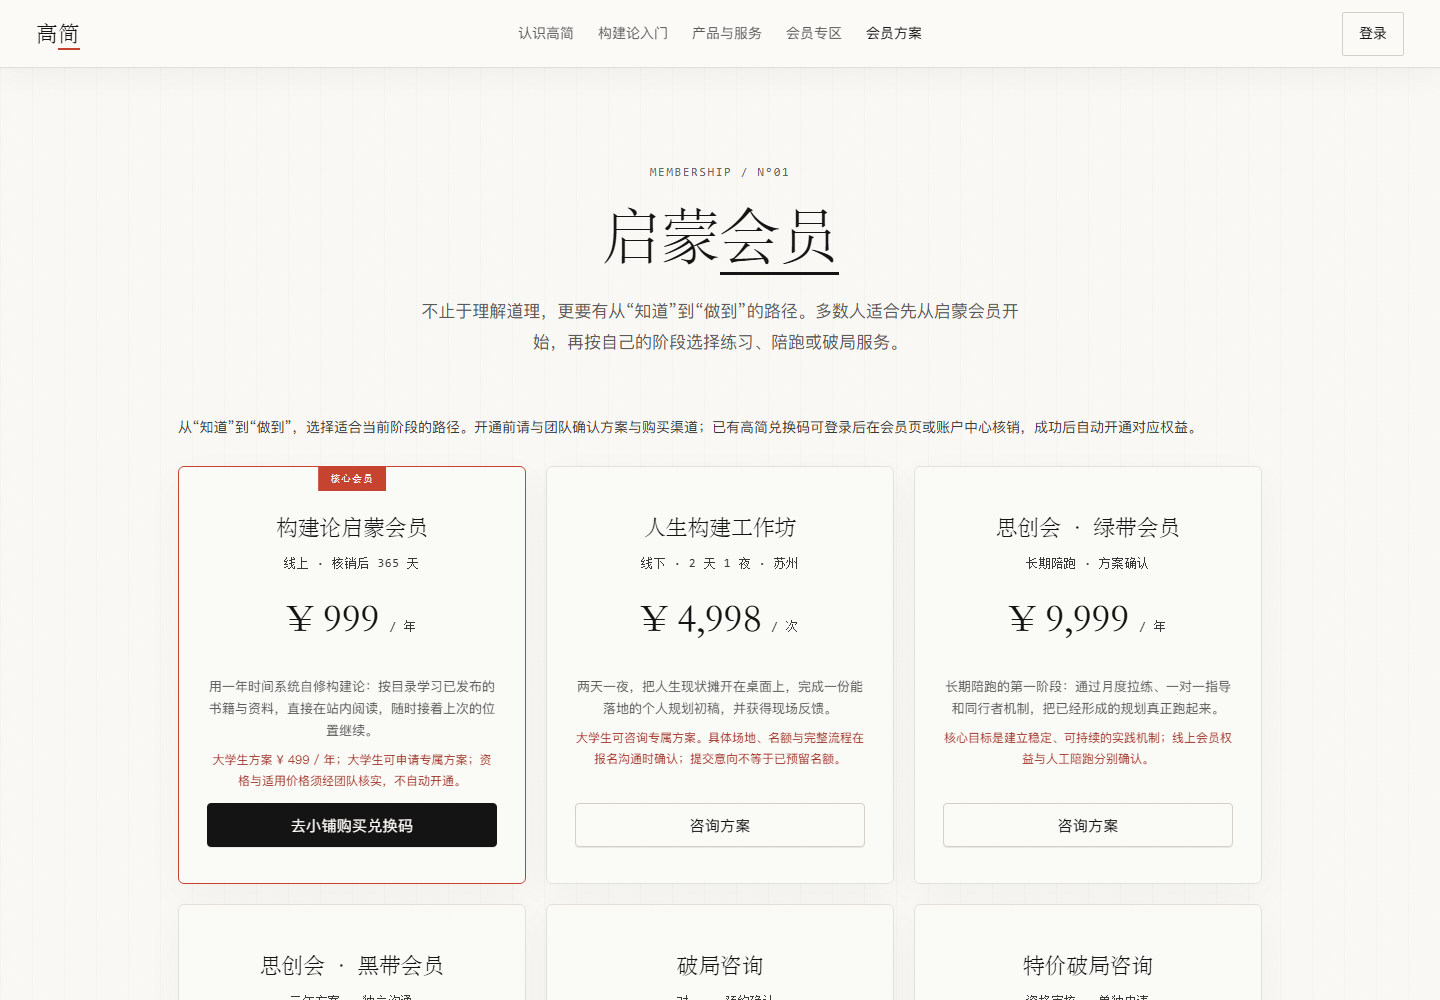 高简
认识高简 构建论入门 产品与服务 会员专区 会员方案
登录
MEMBERSHIP / Nº01
启蒙会员
不止于理解道理，更要有从“知道”到“做到”的路径。多数人适合先从启蒙会员开
始，再按自己的阶段选择练习、陪跑或破局服务。
从“知道”到“做到”，选择适合当前阶段的路径。开通前请与团队确认方案与购买渠道；已有高简兑换码可登录后在会员页或账户中心核销，成功后自动开通对应权益。
核心会员
构建论启蒙会员
线上 · 核销后 365 天
¥ 999 / 年
用一年时间系统自修构建论：按目录学习已发布的
书籍与资料，直接在站内阅读，随时接着上次的位
置继续。
大学生方案 ¥ 499 / 年；大学生可申请专属方案；资
格与适用价格须经团队核实，不自动开通。
去小铺购买兑换码
人生构建工作坊
线下 · 2 天 1 夜 · 苏州
¥ 4,998 / 次
两天一夜，把人生现状摊开在桌面上，完成一份能
落地的个人规划初稿，并获得现场反馈。
大学生可咨询专属方案。具体场地、名额与完整流程在
报名沟通时确认；提交意向不等于已预留名额。
咨询方案
思创会 · 绿带会员
长期陪跑 · 方案确认
¥ 9,999 / 年
长期陪跑的第一阶段：通过月度拉练、一对一指导
和同行者机制，把已经形成的规划真正跑起来。
核心目标是建立稳定、可持续的实践机制；线上会员权
益与人工陪跑分别确认。
咨询方案
思创会 · 黑带会员
破局咨询
特价破局咨询